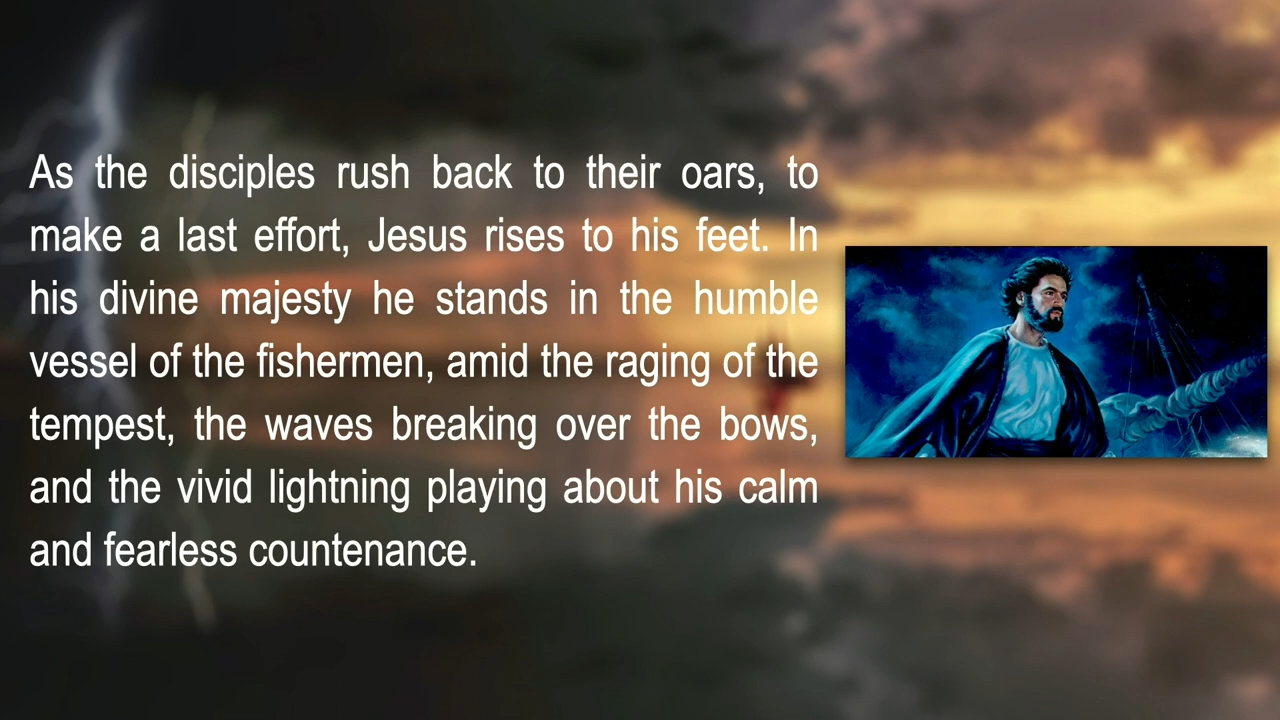 As the disciples rush back to their oars, to
make a last effort, Jesus rises to his feet. In
his divine majesty he stands in the humble
vessel of the fishermen, amid the raging of the
tempest, the waves breaking over the bows,
and the vivid lightning playing about his calm
and fearless countenance.